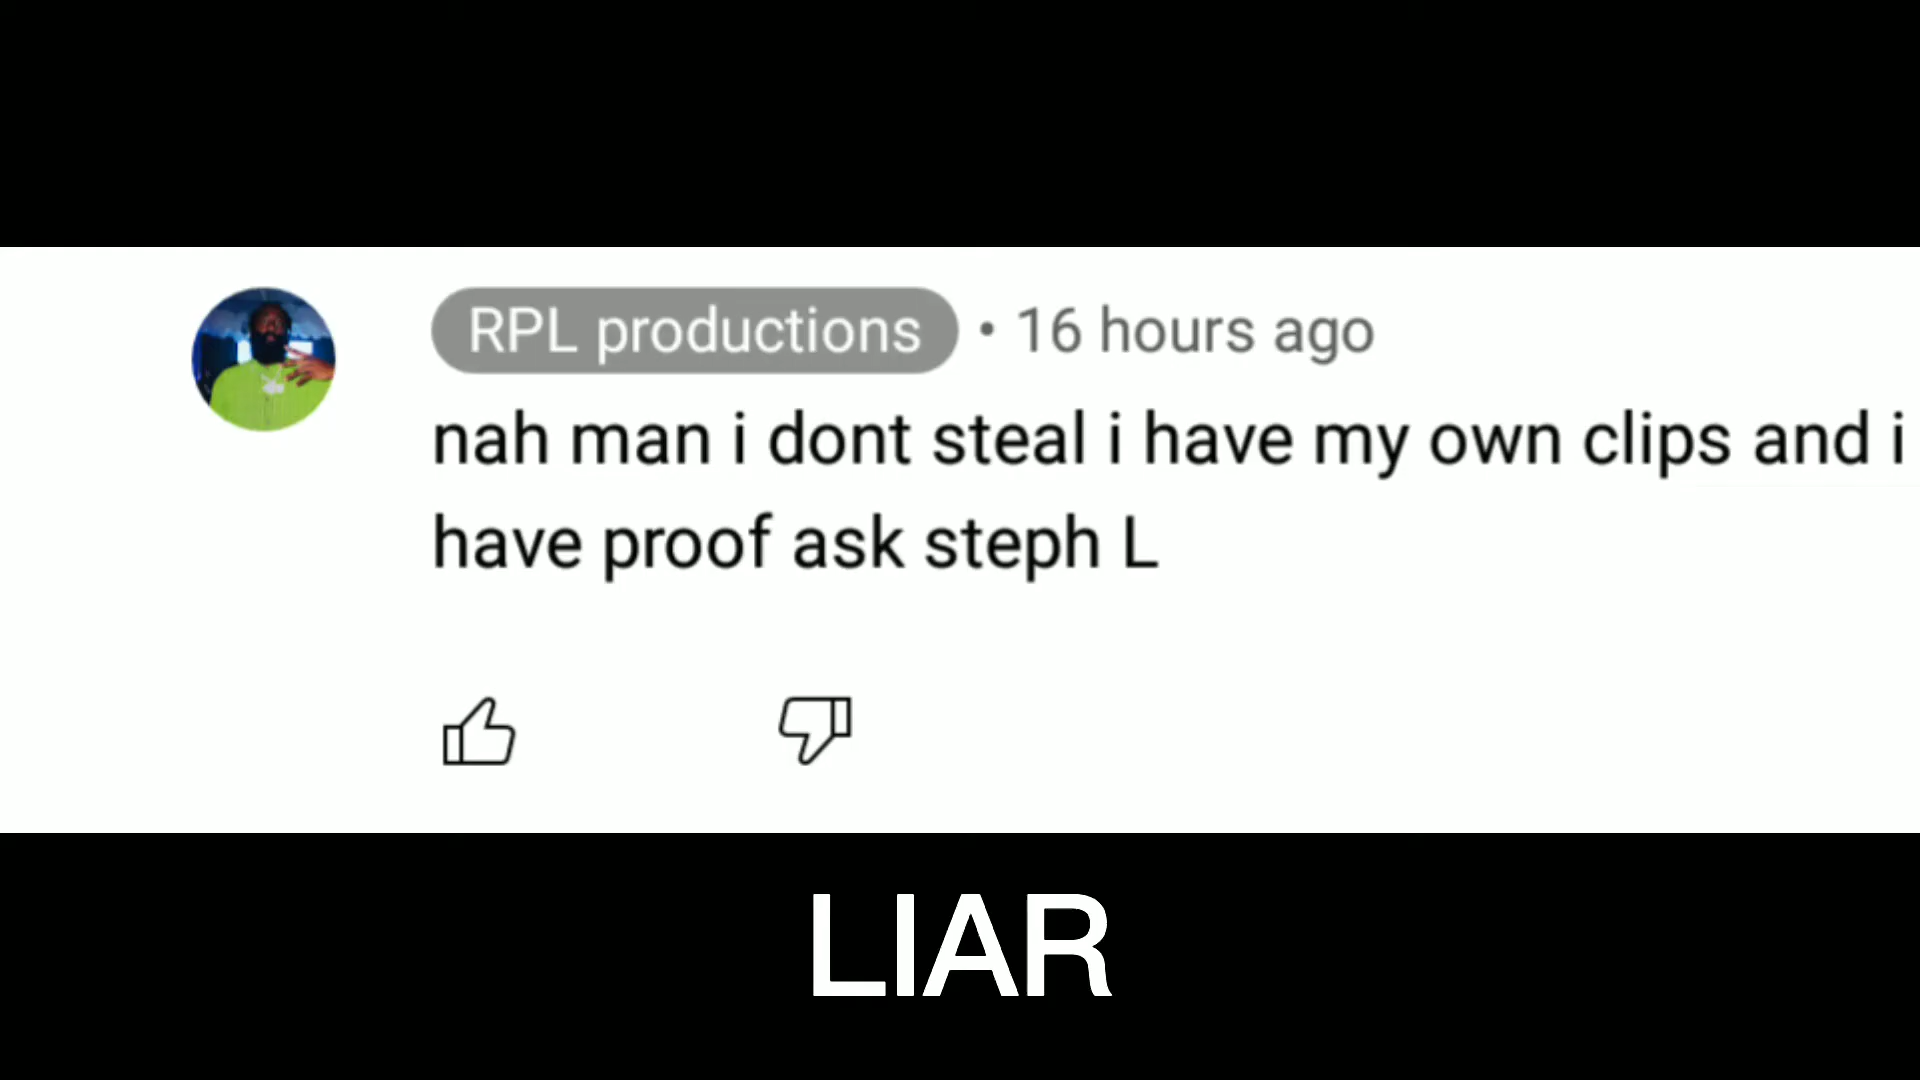 RPL productions • 16 hours ago
nah man i dont steal i have my own clips and i
have proof ask steph L
LIAR